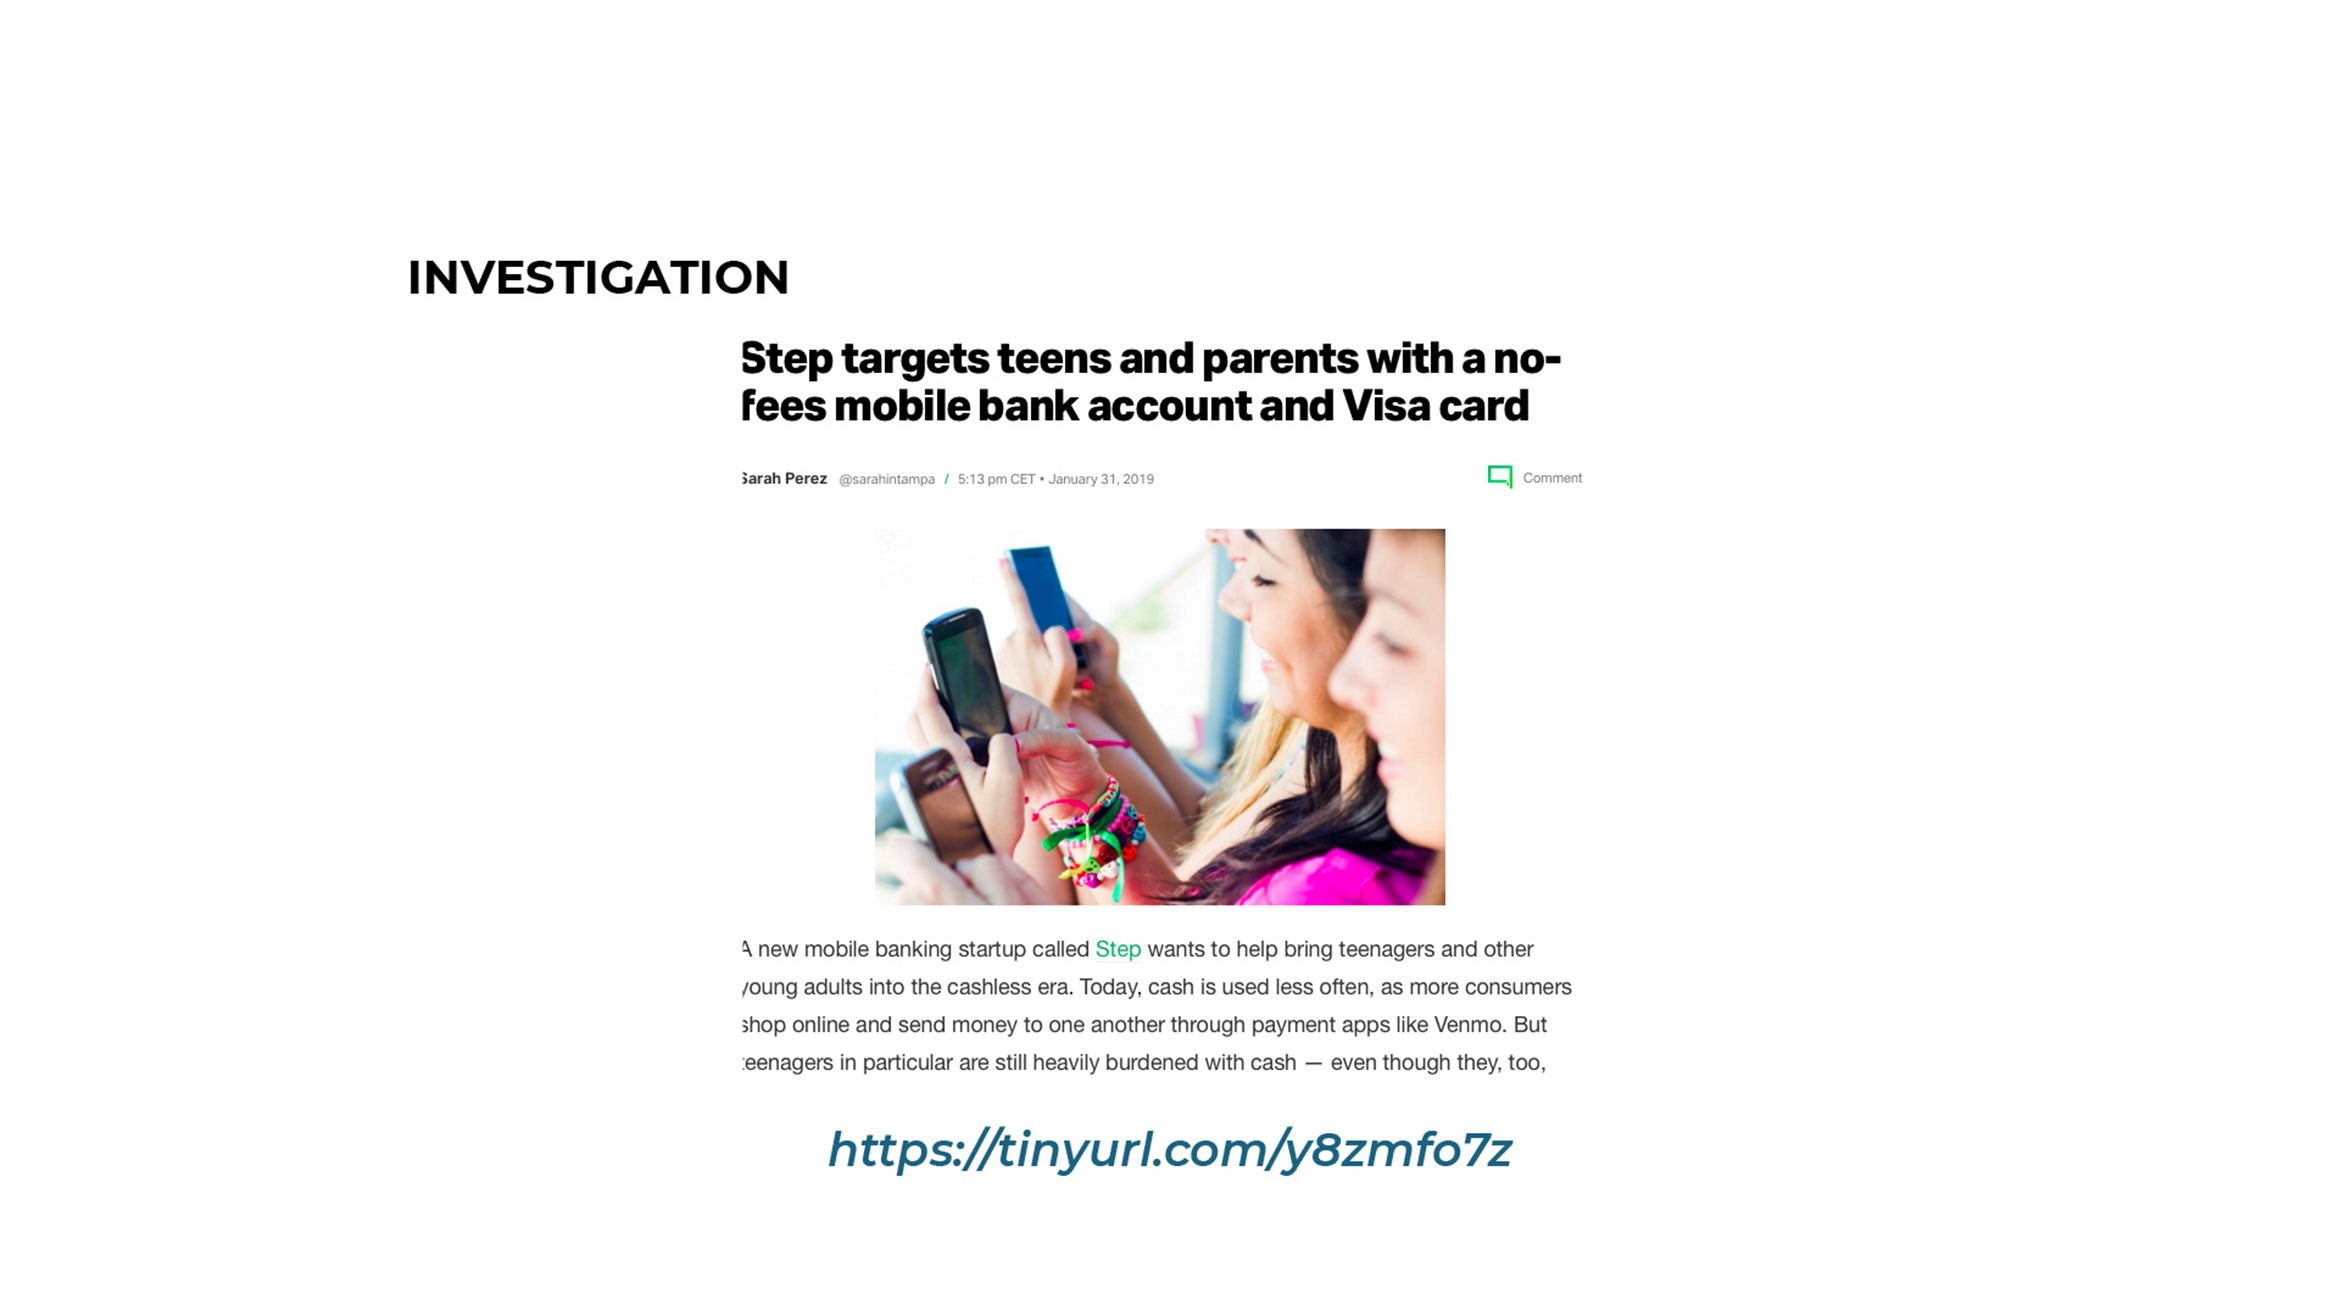 INVESTIGATION
Step targets teens and parents with a no-
fees mobile bank account and Visa card
Sarah Perez @sarahintampa / 5:13 pm CET • January 31, 2019
Comment
A new mobile banking startup called Step wants to help bring teenagers and other
young adults into the cashless era. Today, cash is used less often, as more consumers
shop online and send money to one another through payment apps like Venmo. But
teenagers in particular are still heavily burdened with cash — even though they, too,
https://tinyurl.com/y8zmfo7z